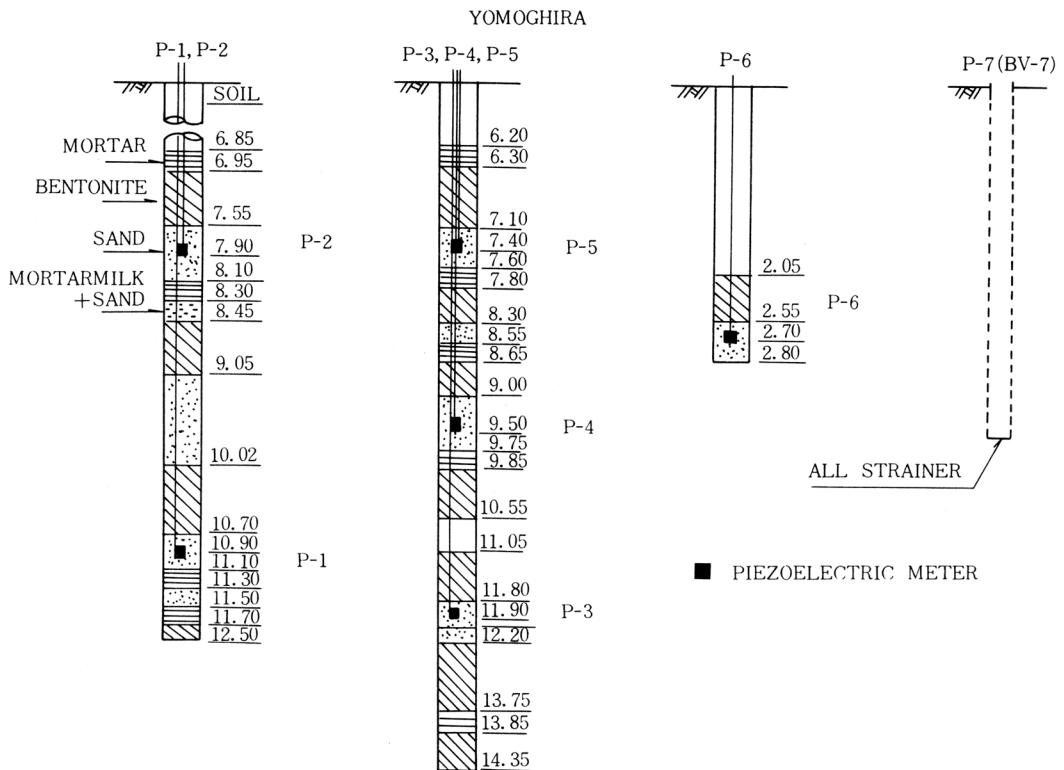 YOMOGHIRA
P-1, P-2
SOIL
MORTAR
BENTONITE
SAND
MORTARMILK
+SAND
6.85
6.95
7.55
7.90
8.10
8.30
8.45
9.05
10.02
10.70
10.90
11.10
11.30
11.50
11.70
12.50
P-2
P-1
P-3, P-4, P-5
6.20
6.30
7.10
7.40
7.60
7.80
8.30
8.55
8.65
9.00
9.50
9.75
9.85
10.55
11.05
11.80
11.90
12.20
13.75
13.85
14.35
P-5
P-4
P-3
P-6
2.05
2.55
2.70
2.80
P-6
P-7(BV-7)
ALL STRAINER
PIEZOELECTRIC METER